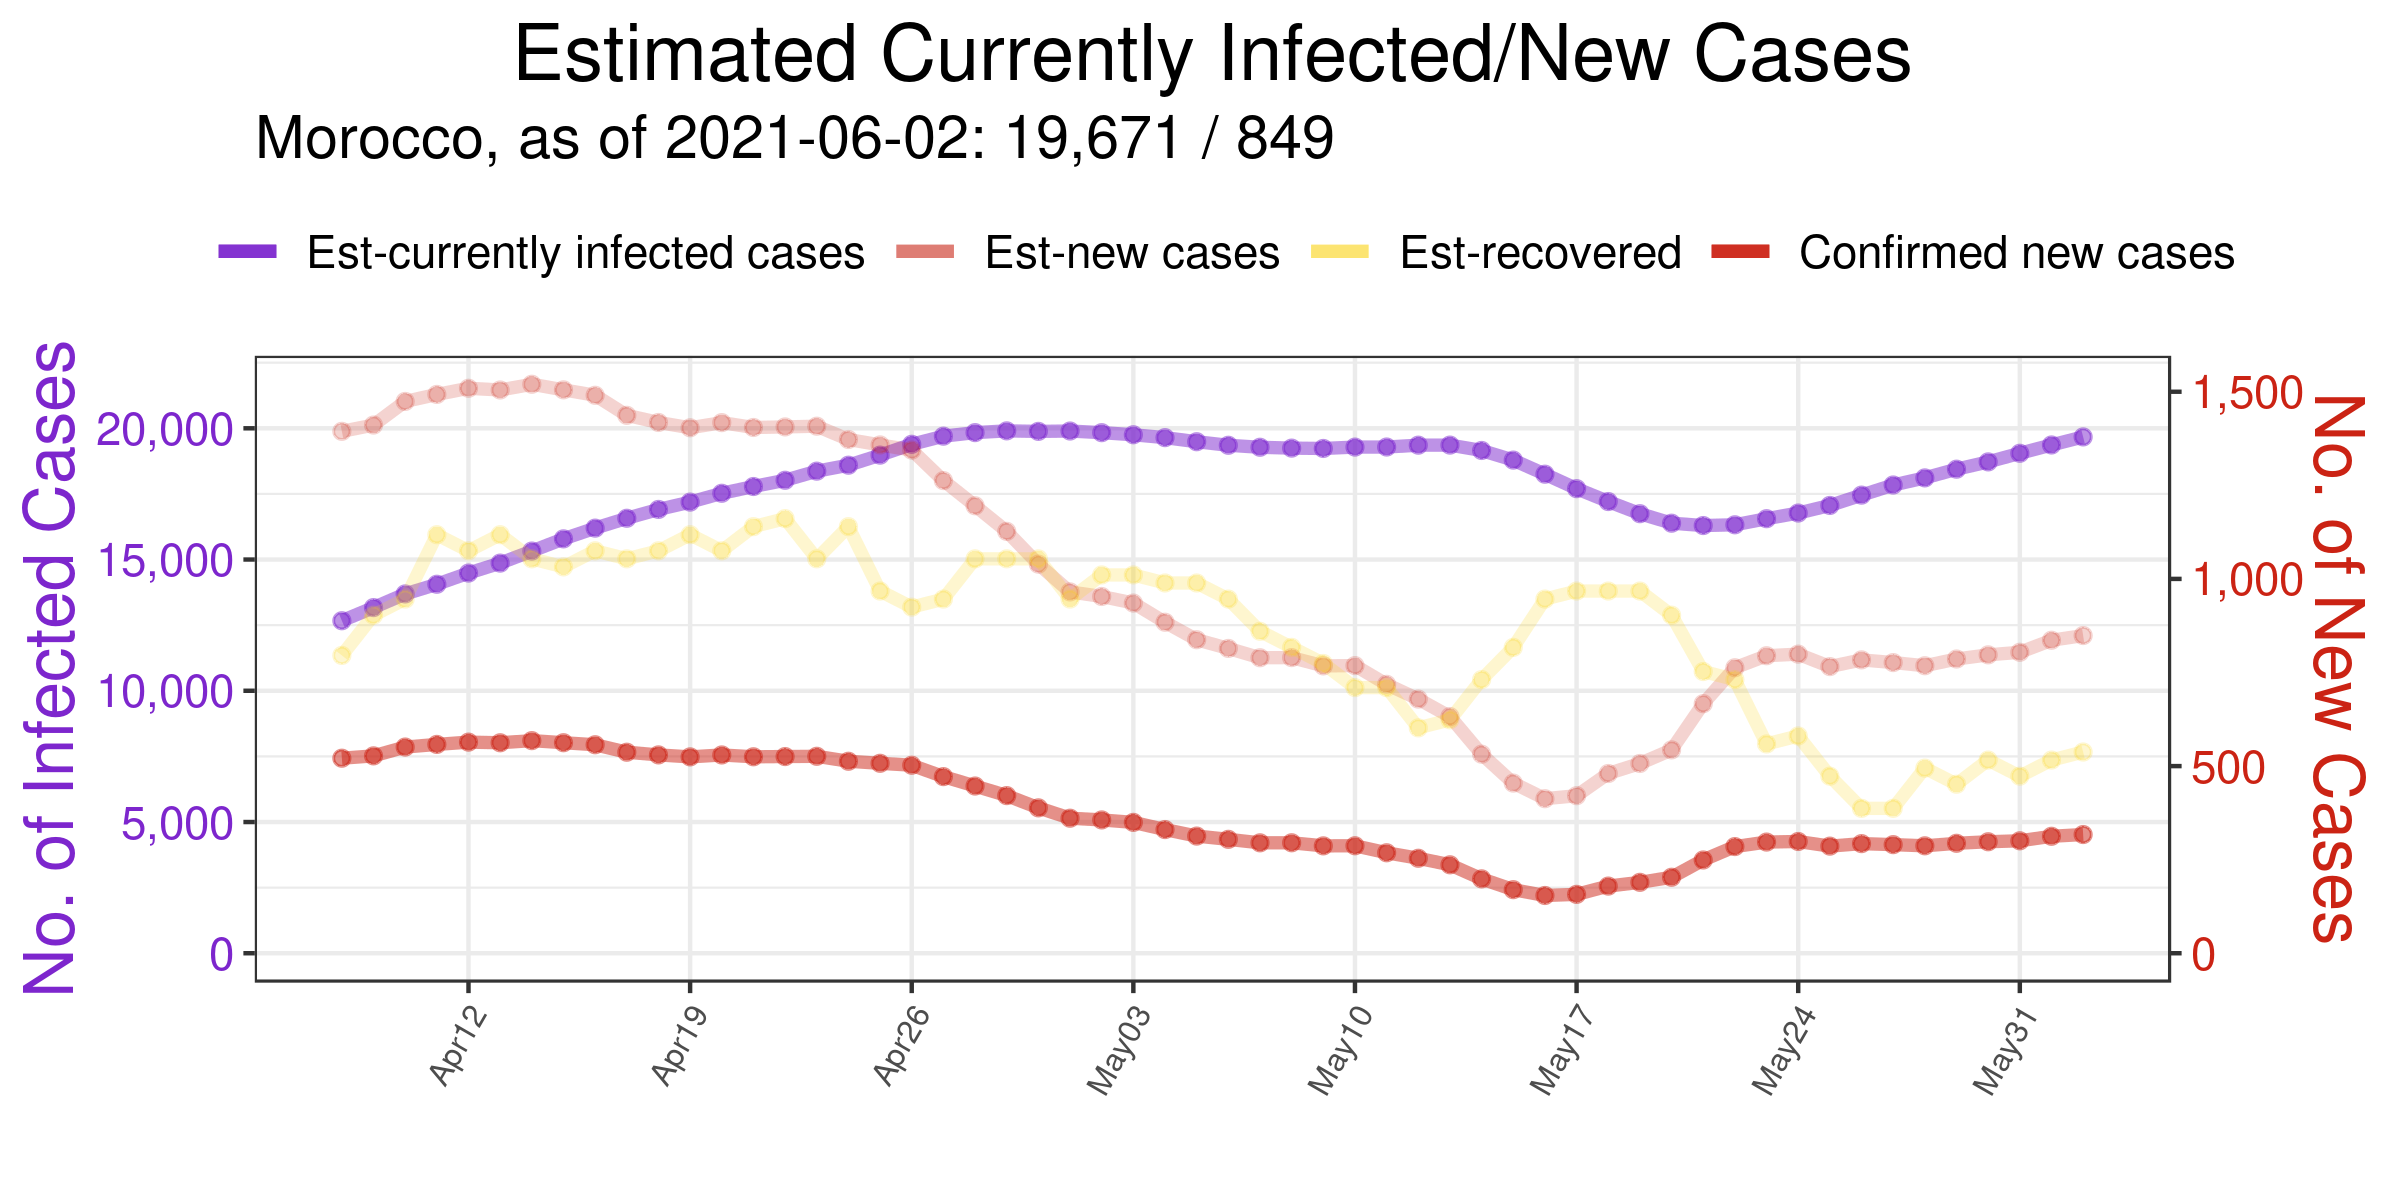 Estimated Currently Infected/New Cases
Morocco, as of 2021-06-02: 19,671 / 849
Est-currently infected cases Est-new cases Est-recovered Confirmed new cases
No. of Infected Cases
20,000
15,000
10,000
5,000
0
1,500
1,000
500
0
No. of New Cases
Apr12 Apr19 Apr26 May03 May10 May17 May24 May31